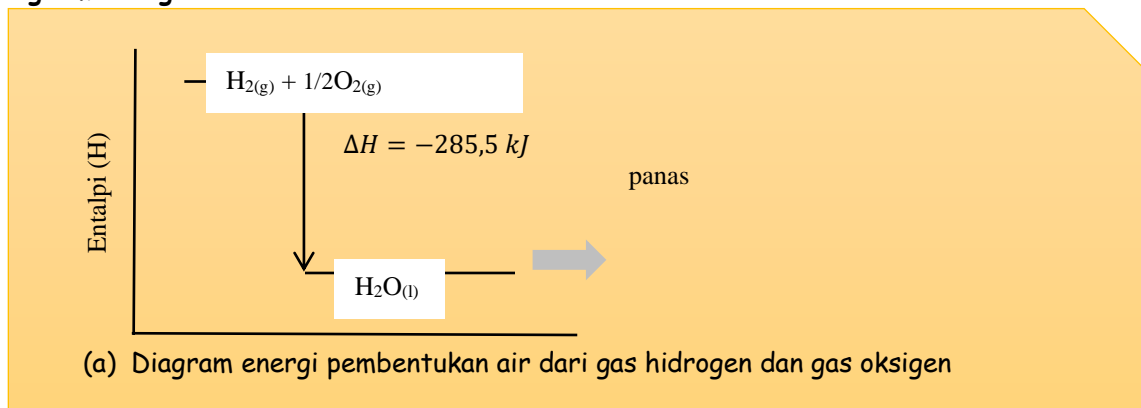 H₂(g) + 1/2O₂(g)
ΔH = −285,5 kJ
panas
Entalpi (H)
H₂O(l)
(a) Diagram energi pembentukan air dari gas hidrogen dan gas oksigen